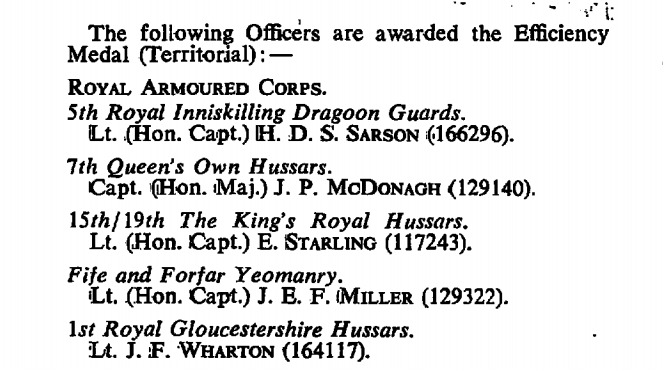 The following Officers are awarded the Efficiency
Medal (Territorial):—
ROYAL ARMOURED CORPS.
5th Royal Inniskilling Dragoon Guards.
Lt. (Hon. Capt.) H. D. S. SARSON (166296).
7th Queen's Own Hussars.
Capt. (Hon. Maj.) J. P. MCDONAGH (129140).
15th/19th The King's Royal Hussars.
Lt. (Hon. Capt.) E. STARLING (117243).
Fife and Forfar Yeomanry.
Lt. (Hon. Capt.) J. E. F. MILLER (129322).
1st Royal Gloucestershire Hussars.
Lt. J. F. WHARTON (164117).